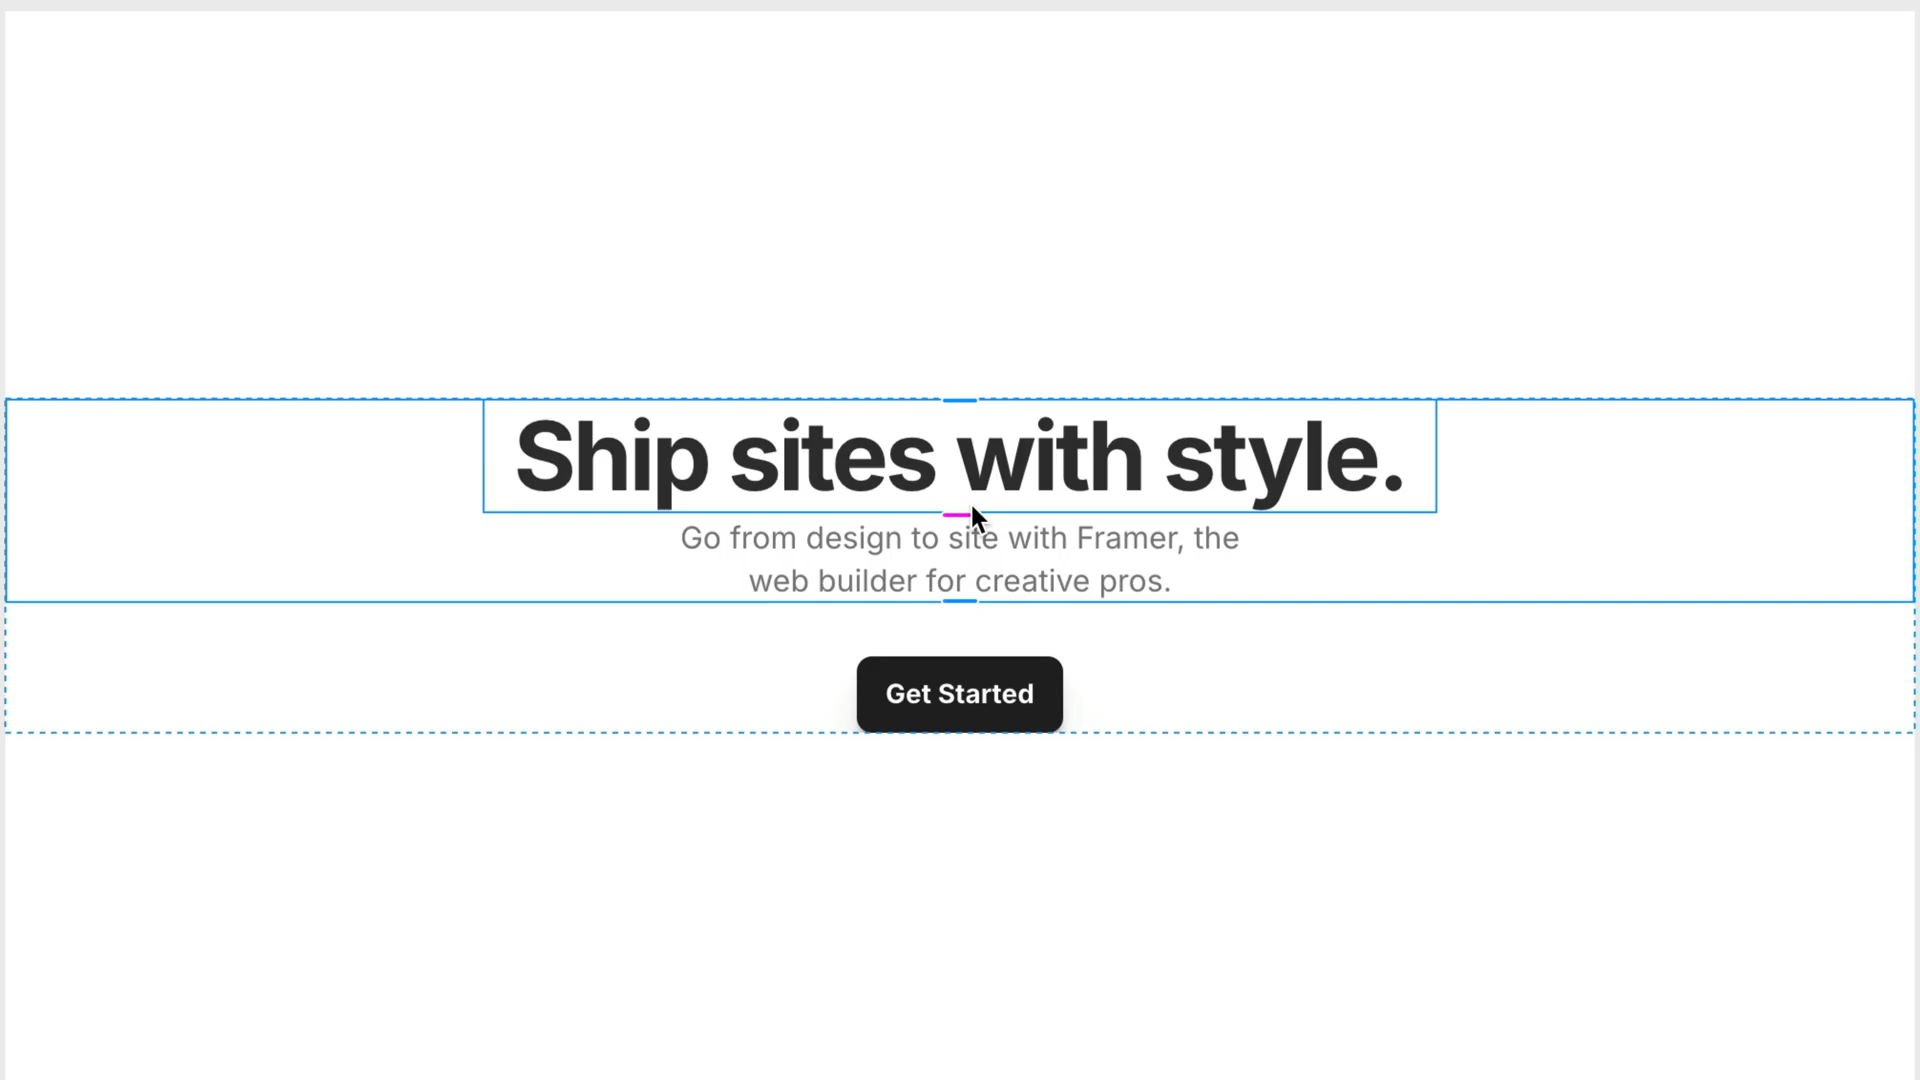 Ship sites with style.
Go from design to site with Framer, the
web builder for creative pros.
Get Started